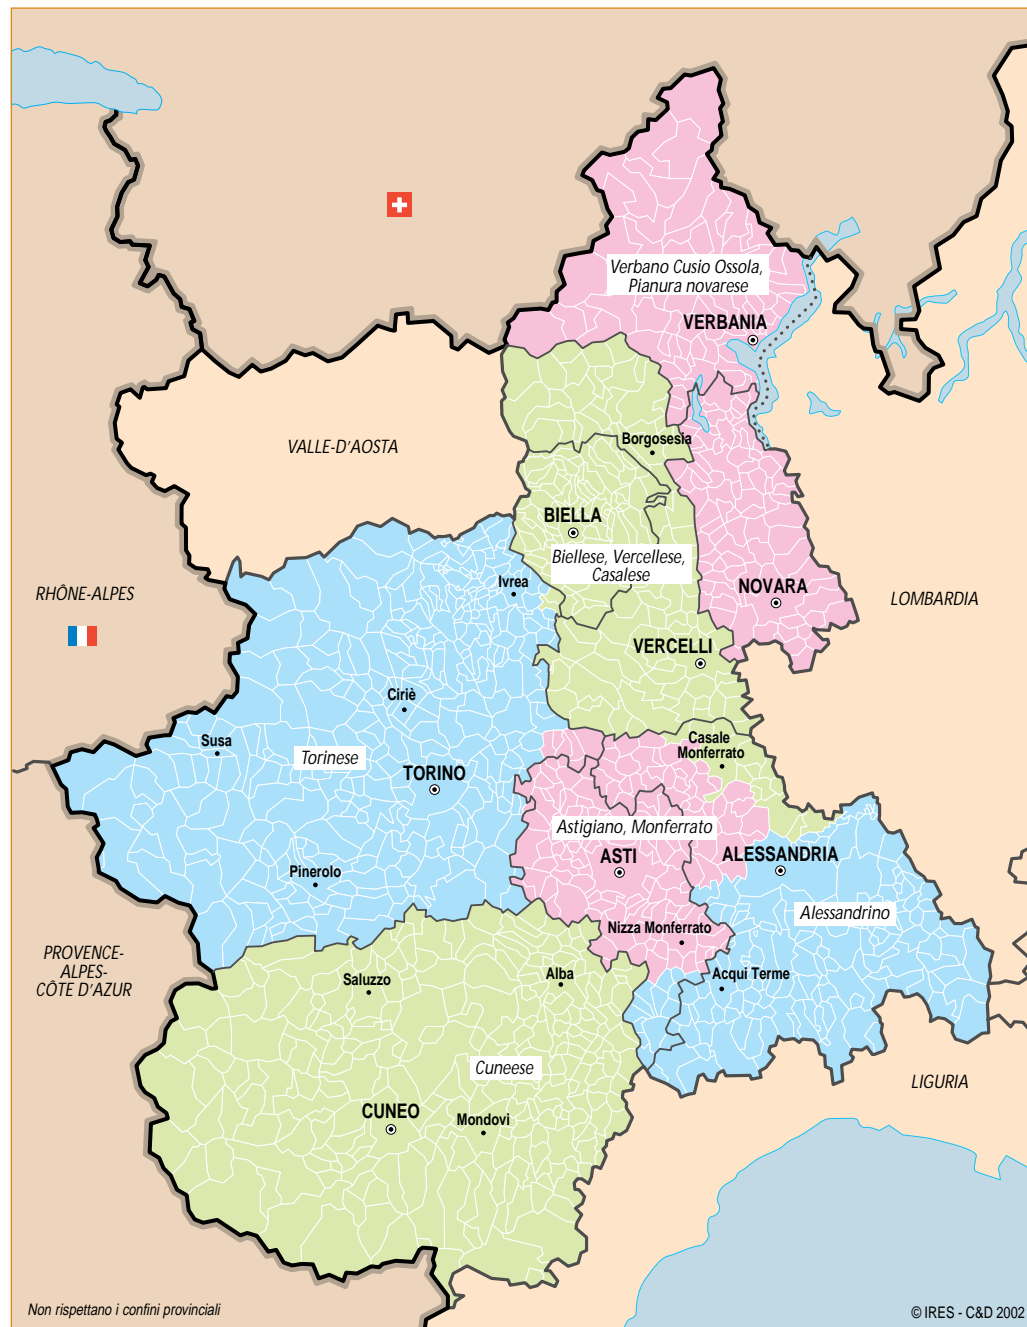 Verbano Cusio Ossola,
Pianura novarese
VERBANIA
VALLE-D'AOSTA
Borgosesia
BIELLA
Biellese, Vercellese,
Casalese
Ivrea
NOVARA
RHÔNE-ALPES
LOMBARDIA
VERCELLI
Ciriè
Susa
Torinese
Casale
Monferrato
TORINO
Astigiano, Monferrato
ASTI
ALESSANDRIA
Pinerolo
Alessandrino
Nizza Monferrato
PROVENCE-
ALPES-
CÔTE D'AZUR
Saluzzo
Alba
Acqui Terme
Cuneese
LIGURIA
CUNEO
Mondovi
Non rispettano i confini provinciali
© IRES - C&D 2002